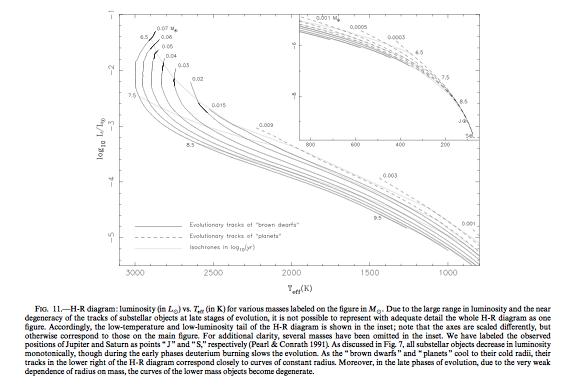 -1
0.001 M⊙
0.0005
0.0003
6.5
7.5
8.5
-6
-8
J
S
800
600
400
200
6.5
0.07 M⊙
0.06
0.05
0.04
0.03
0.02
0.015
0.009
7.5
8.5
0.003
9.5
0.001
-2
-3
-4
-5
log₁₀ L/L⊙
Evolutionary tracks of "brown dwarfs"
Evolutionary tracks of "planets"
Isochrones in log₁₀(yr)
3000
2500
2000
1500
1000
Teff(K)
FIG. 11.—H-R diagram: luminosity (in L⊙) vs. Teff (in K) for various masses labeled on the figure in M⊙. Due to the large range in luminosity and the near
degeneracy of the tracks of substellar objects at late stages of evolution, it is not possible to represent with adequate detail the whole H-R diagram as one
figure. Accordingly, the low-temperature and low-luminosity tail of the H-R diagram is shown in the inset; note that the axes are scaled differently, but
otherwise correspond to those on the main figure. For additional clarity, several masses have been omitted in the inset. We have labeled the observed
positions of Jupiter and Saturn as points "J" and "S," respectively (Pearl & Conrath 1991). As discussed in Fig. 7, all substellar objects decrease in luminosity
monotonically, though during the early phases deuterium burning slows the evolution. As the "brown dwarfs" and "planets" cool to their cold radii, their
tracks in the lower right of the H-R diagram correspond closely to curves of constant radius. Moreover, in the late phases of evolution, due to the very weak
dependence of radius on mass, the curves of the lower mass objects become degenerate.